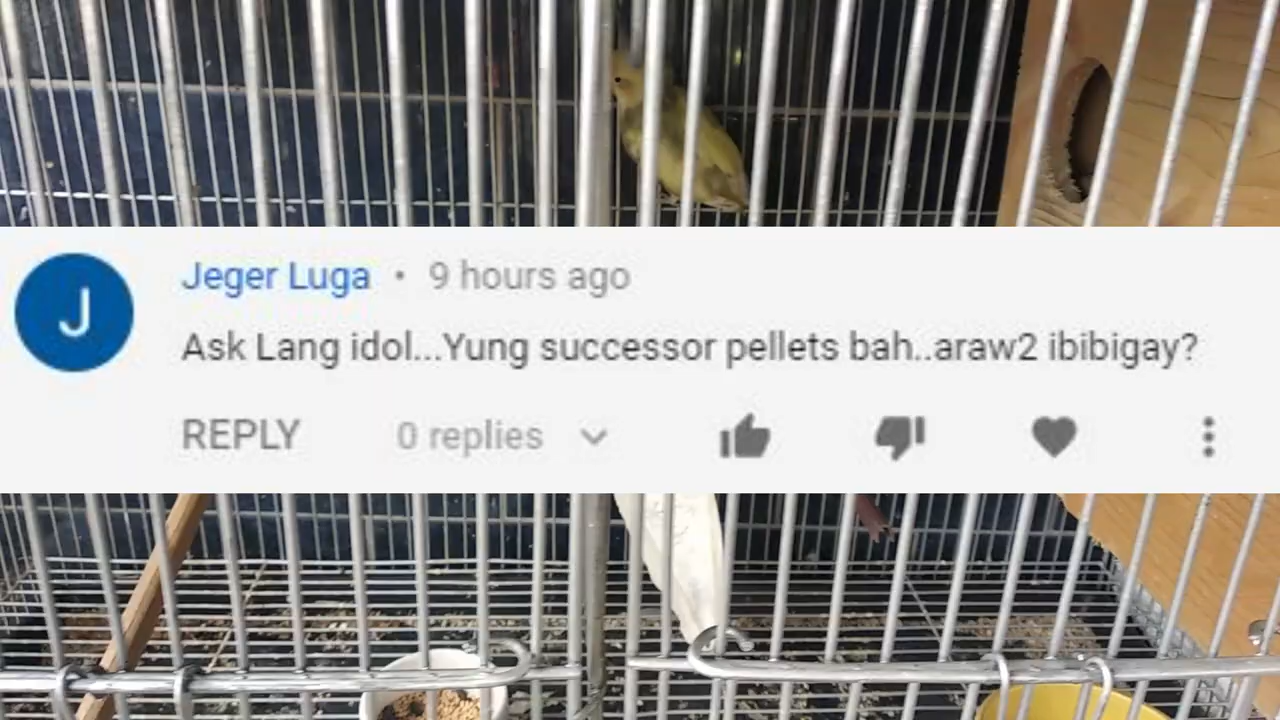 J
Jeger Luga • 9 hours ago
Ask Lang idol...Yung successor pellets bah..araw2 ibibigay?
REPLY 0 replies